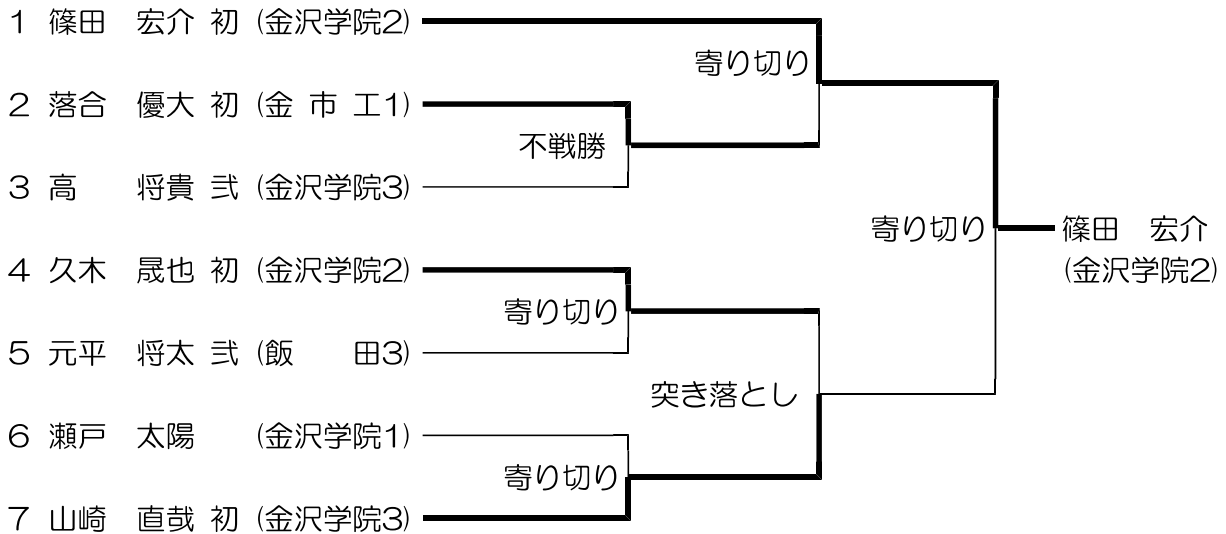 1 篠田 宏介 初 (金沢学院2)
寄り切り
2 落合 優大 初 (金 市 工1)
不戦勝
3 高 将貴 弐 (金沢学院3)
寄り切り 篠田 宏介
4 久木 晟也 初 (金沢学院2)
(金沢学院2)
寄り切り
5 元平 将太 弐 (飯 田3)
突き落とし
6 瀬戸 太陽 (金沢学院1)
寄り切り
7 山崎 直哉 初 (金沢学院3)